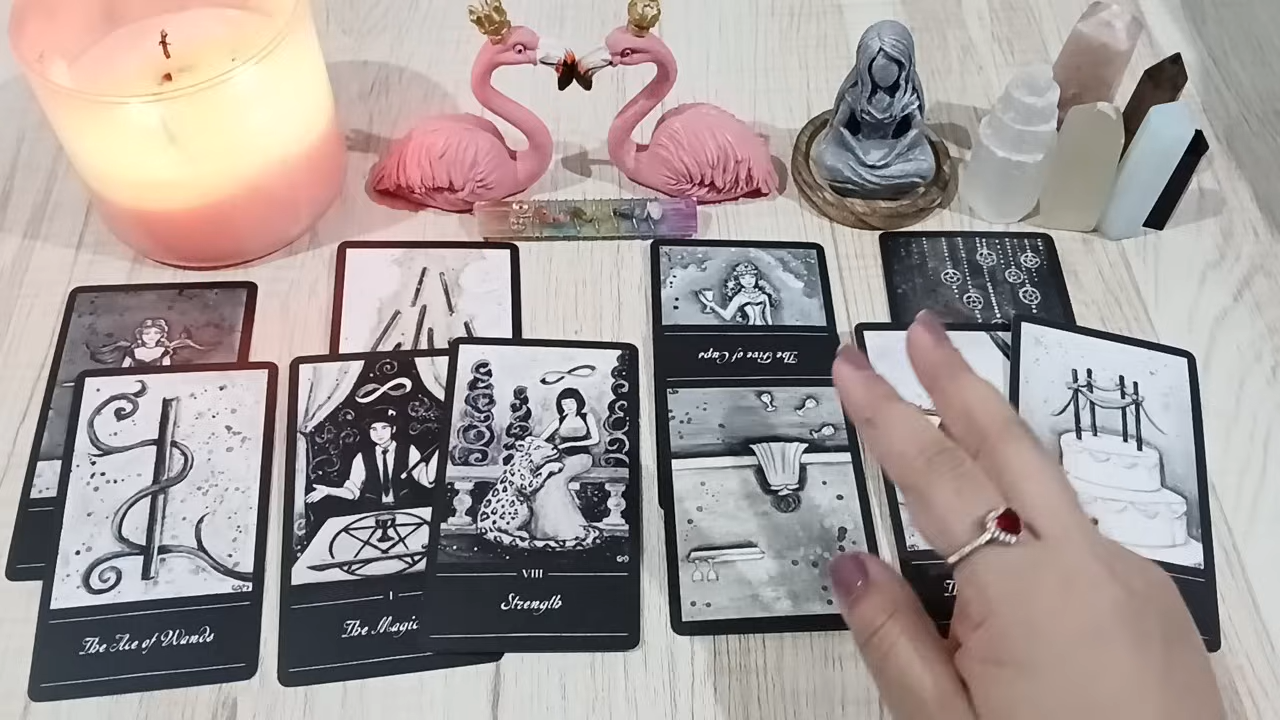 The Five of Cups
VIII
Strength
I
The Magic
The Ace of Wands